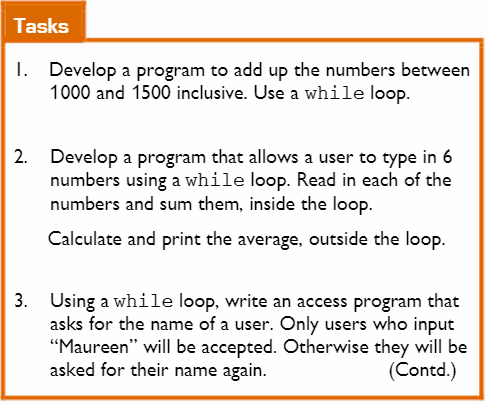 Tasks
1. Develop a program to add up the numbers between
1000 and 1500 inclusive. Use a while loop.
2. Develop a program that allows a user to type in 6
numbers using a while loop. Read in each of the
numbers and sum them, inside the loop.
Calculate and print the average, outside the loop.
3. Using a while loop, write an access program that
asks for the name of a user. Only users who input
“Maureen” will be accepted. Otherwise they will be
asked for their name again. (Contd.)